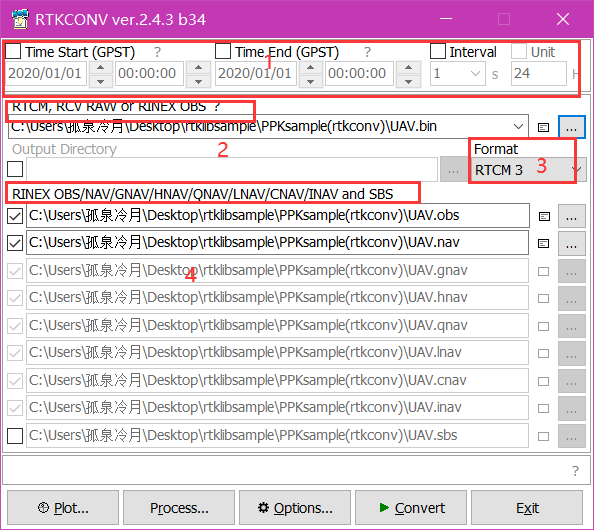 RTKCONV ver.2.4.3 b34
Time Start (GPST) ? Time End (GPST) ? Interval Unit
1
2020/01/01 00:00:00 2020/01/01 00:00:00 1 s 24 H
RTCM, RCV RAW or RINEX OBS ?
C:\Users\孤泉冷月\Desktop\rtklibsample\PPKsample(rtkconv)\UAV.bin ...
2
Output Directory Format
... RTCM 3
3
RINEX OBS/NAV/GNAV/HNAV/QNAV/LNAV/CNAV/INAV and SBS
C:\Users\孤泉冷月\Desktop\rtklibsample\PPKsample(rtkconv)\UAV.obs ...
C:\Users\孤泉冷月\Desktop\rtklibsample\PPKsample(rtkconv)\UAV.nav ...
C:\Users\孤泉冷月\Desktop\rtklibsample\PPKsample(rtkconv)\UAV.gnav ...
4
C:\Users\孤泉冷月\Desktop\rtklibsample\PPKsample(rtkconv)\UAV.hnav ...
C:\Users\孤泉冷月\Desktop\rtklibsample\PPKsample(rtkconv)\UAV.qnav ...
C:\Users\孤泉冷月\Desktop\rtklibsample\PPKsample(rtkconv)\UAV.lnav ...
C:\Users\孤泉冷月\Desktop\rtklibsample\PPKsample(rtkconv)\UAV.cnav ...
C:\Users\孤泉冷月\Desktop\rtklibsample\PPKsample(rtkconv)\UAV.inav ...
C:\Users\孤泉冷月\Desktop\rtklibsample\PPKsample(rtkconv)\UAV.sbs ...
?
Plot... Process... Options... Convert Exit